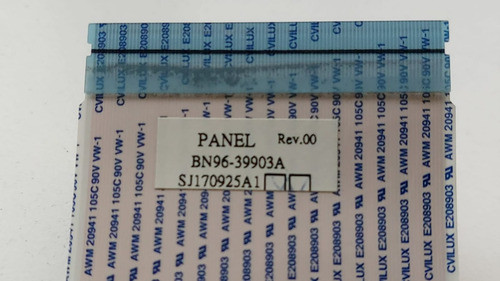 PANEL Rev.00
BN96-39903A
SJ170925A1
CVILUX E208903 AWM 20941 105C 90V VW-1